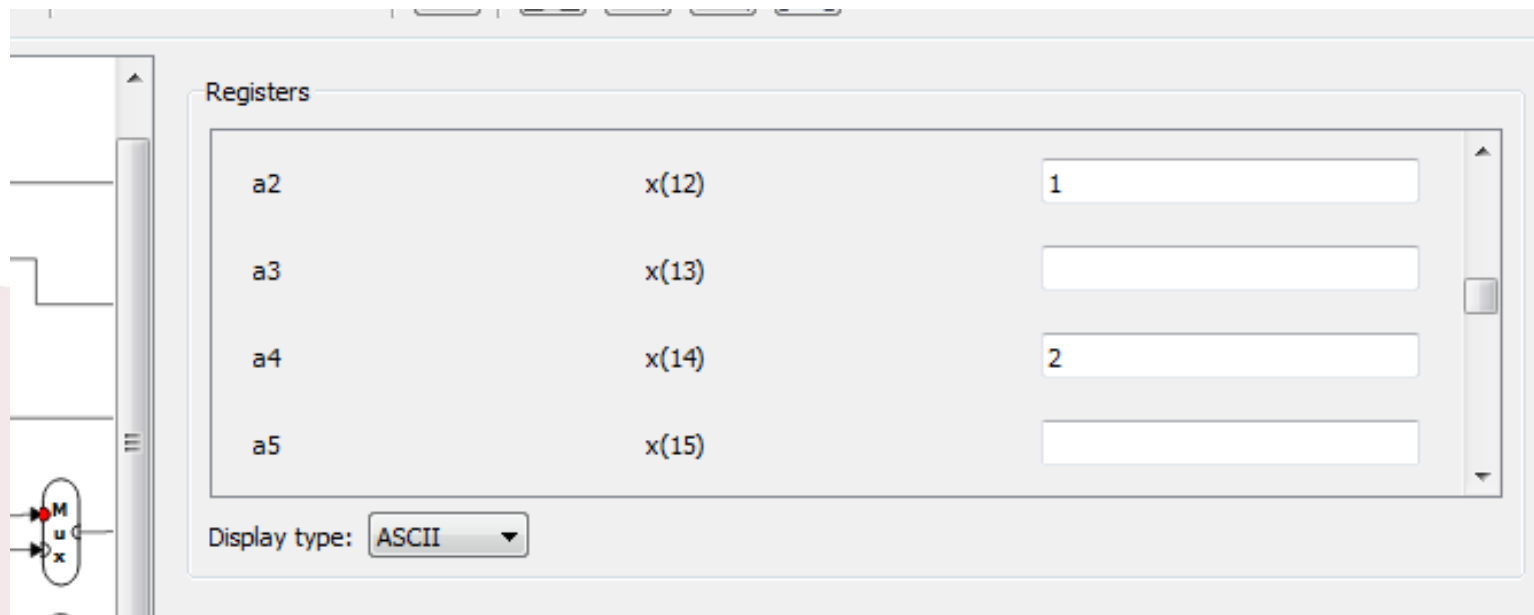 Registers
a2 x(12) 1
a3 x(13)
a4 x(14) 2
a5 x(15)
M
u
x
Display type: ASCII